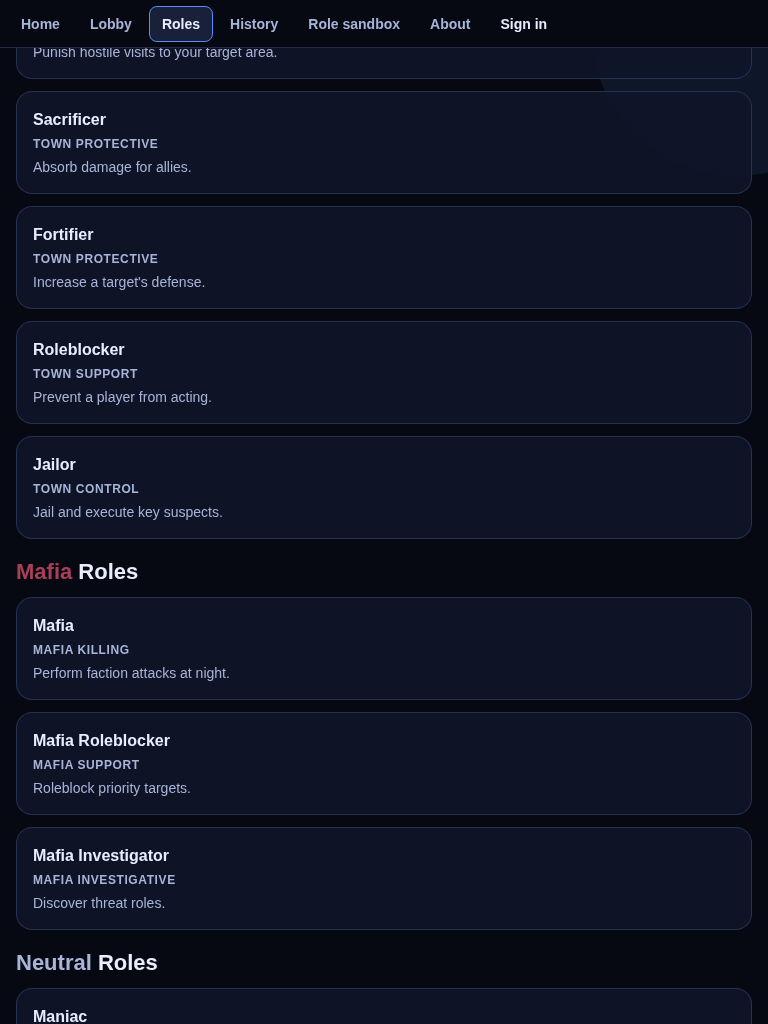 Home Lobby Roles History Role sandbox About Sign in
Punish hostile visits to your target area.
Sacrificer
TOWN PROTECTIVE
Absorb damage for allies.
Fortifier
TOWN PROTECTIVE
Increase a target's defense.
Roleblocker
TOWN SUPPORT
Prevent a player from acting.
Jailor
TOWN CONTROL
Jail and execute key suspects.
Mafia Roles
Mafia
MAFIA KILLING
Perform faction attacks at night.
Mafia Roleblocker
MAFIA SUPPORT
Roleblock priority targets.
Mafia Investigator
MAFIA INVESTIGATIVE
Discover threat roles.
Neutral Roles
Maniac